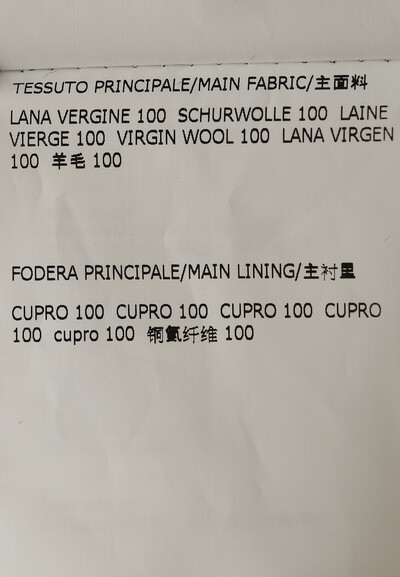 TESSUTO PRINCIPALE/MAIN FABRIC/主面料
LANA VERGINE 100 SCHURWOLLE 100 LAINE
VIERGE 100 VIRGIN WOOL 100 LANA VIRGEN
100 羊毛 100
FODERA PRINCIPALE/MAIN LINING/主衬里
CUPRO 100 CUPRO 100 CUPRO 100 CUPRO
100 cupro 100 铜氨纤维 100